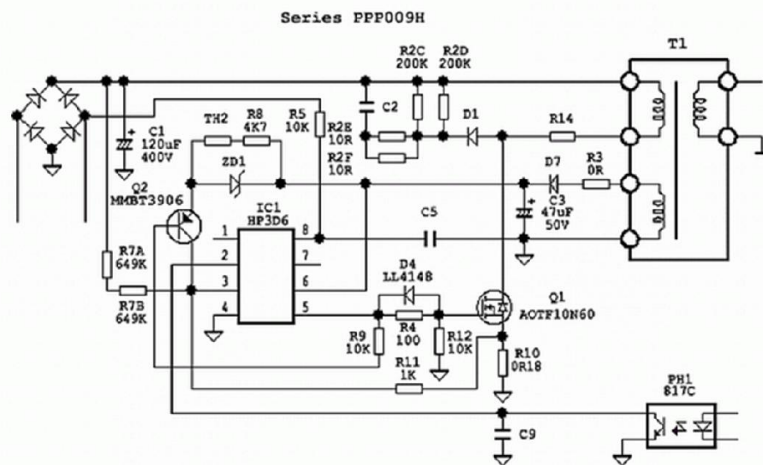 Series PPP009H
T1
R2C R2D
200K 200K
C2
D1
R14
TH2
R8
4K7
R5
10K
C1
120uF
400V
R2E
10R
R2F
10R
ZD1
D7
R3
0R
Q2
MMBT3906
IC1
HP3D6
C3
47uF
50V
C5
1
8
2
7
3
6
4
5
R7A
649K
R7B
649K
D4
LL4148
Q1
AOTF10N60
R9
10K
R4
100
R12
10K
R11
1K
R10
0R18
PH1
817C
C9